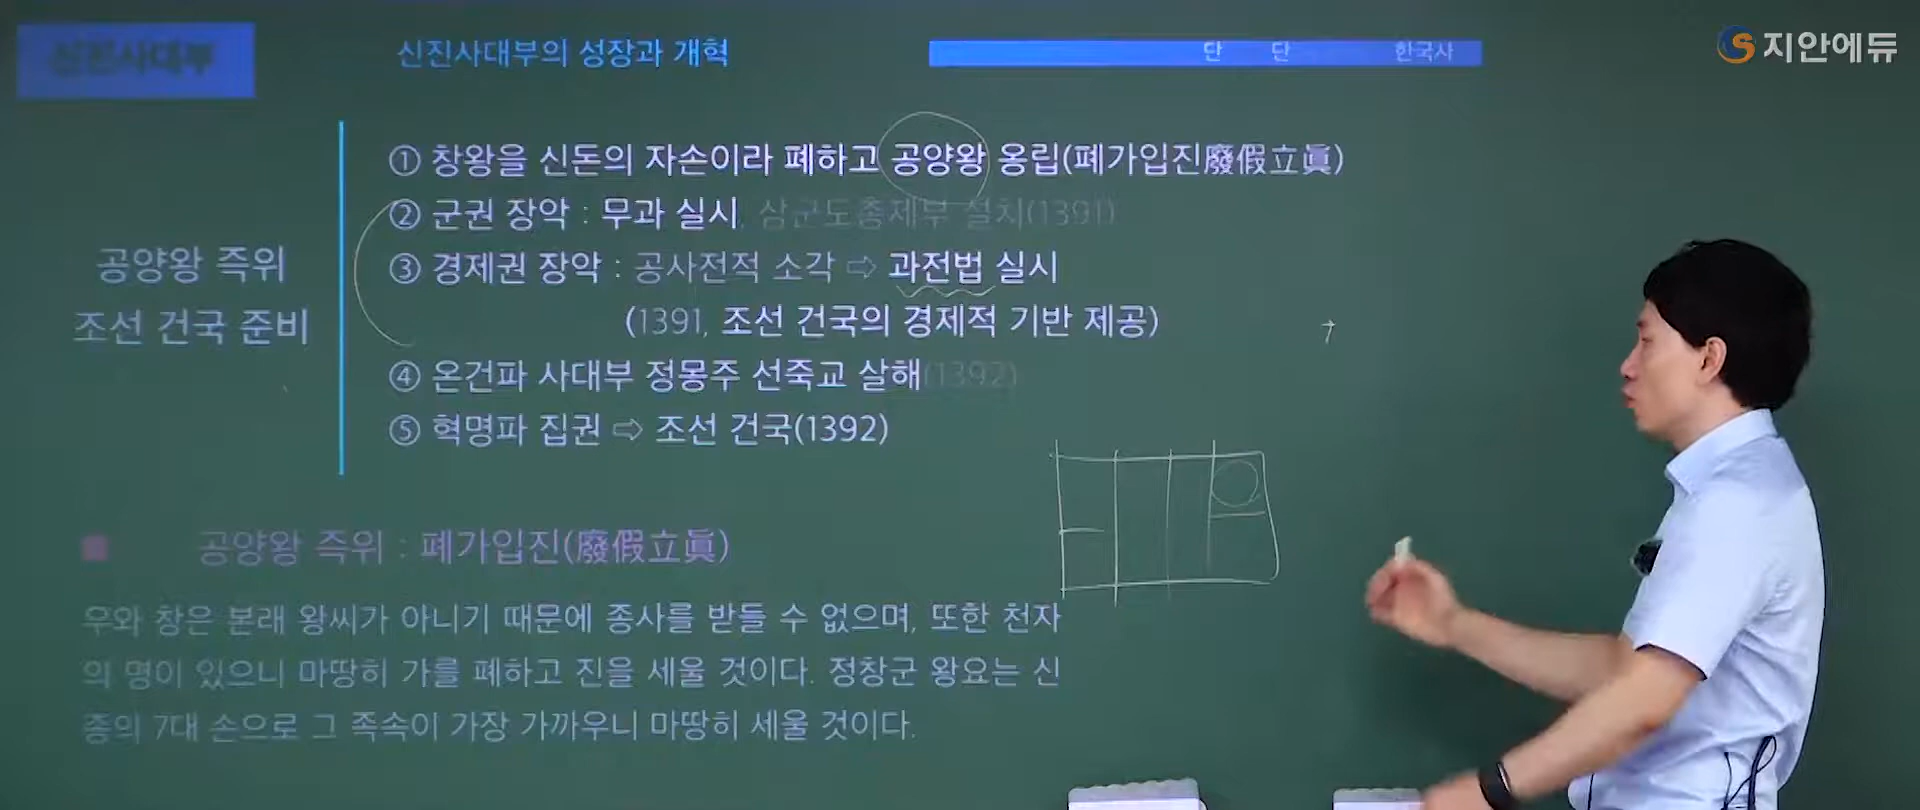 신진사대부
신진사대부의 성장과 개혁
단 단 한국사
지안에듀
① 창왕을 신돈의 자손이라 폐하고 공양왕 옹립(폐가입진廢假立眞)
② 군권 장악 : 무과 실시, 삼군도총제부 설치(1391)
공양왕 즉위
조선 건국 준비
③ 경제권 장악 : 공사전적 소각 ⇨ 과전법 실시
(1391, 조선 건국의 경제적 기반 제공)
④ 온건파 사대부 정몽주 선죽교 살해(1392)
⑤ 혁명파 집권 ⇨ 조선 건국(1392)
■ 공양왕 즉위 : 폐가입진(廢假立眞)
우와 창은 본래 왕씨가 아니기 때문에 종사를 받들 수 없으며, 또한 천자
의 명이 있으니 마땅히 가를 폐하고 진을 세울 것이다. 정창군 왕요는 신
종의 7대 손으로 그 족속이 가장 가까우니 마땅히 세울 것이다.